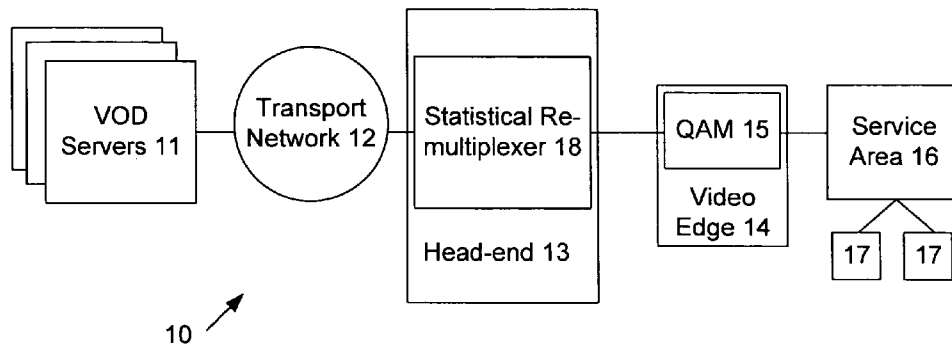 VOD
Servers 11
Transport
Network 12
Statistical Re-
multiplexer 18
Head-end 13
QAM 15
Video
Edge 14
Service
Area 16
17 17
10